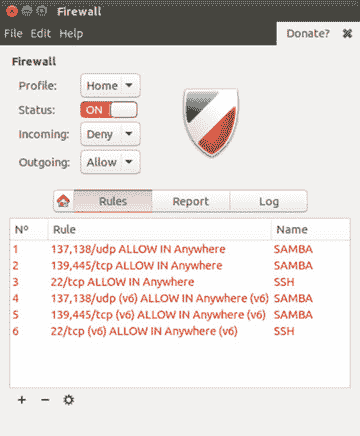 Firewall
File Edit Help
Donate?
Firewall
Profile: Home
Status: ON
Incoming: Deny
Outgoing: Allow
Rules Report Log
Nº Rule Name
1 137,138/udp ALLOW IN Anywhere SAMBA
2 139,445/tcp ALLOW IN Anywhere SAMBA
3 22/tcp ALLOW IN Anywhere SSH
4 137,138/udp (v6) ALLOW IN Anywhere (v6) SAMBA
5 139,445/tcp (v6) ALLOW IN Anywhere (v6) SAMBA
6 22/tcp (v6) ALLOW IN Anywhere (v6) SSH